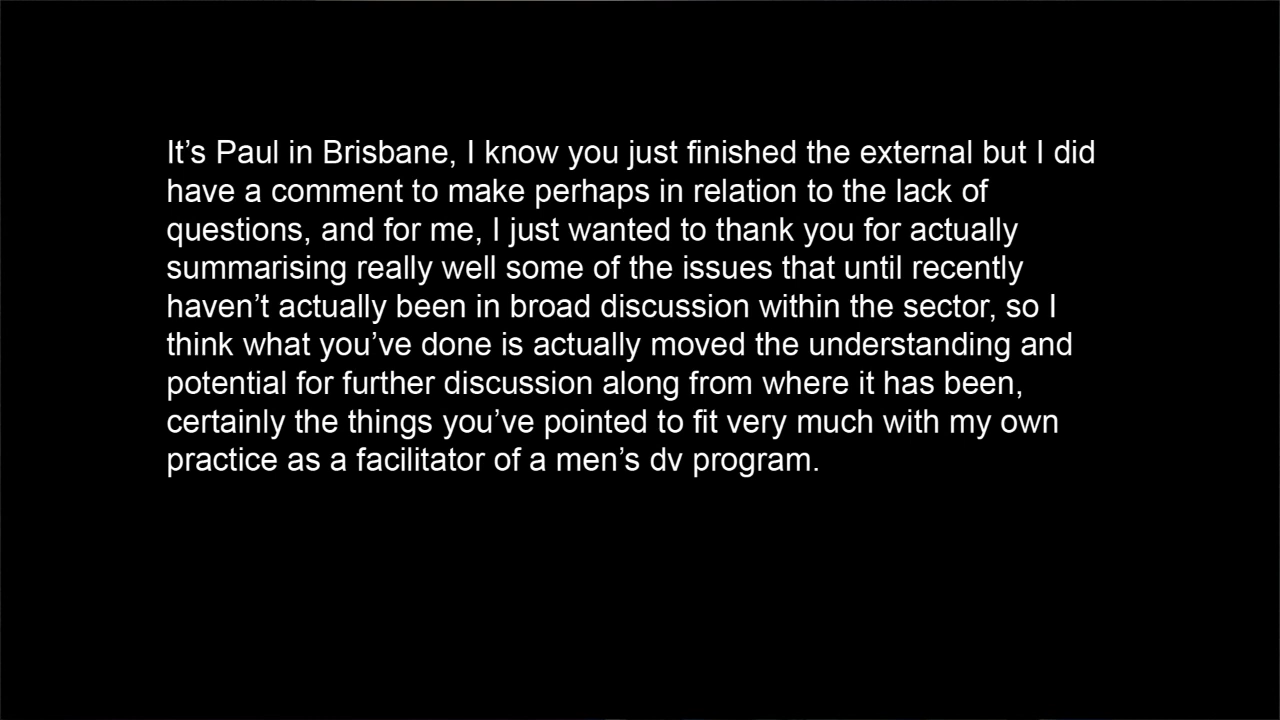 It’s Paul in Brisbane, I know you just finished the external but I did
have a comment to make perhaps in relation to the lack of
questions, and for me, I just wanted to thank you for actually
summarising really well some of the issues that until recently
haven’t actually been in broad discussion within the sector, so I
think what you’ve done is actually moved the understanding and
potential for further discussion along from where it has been,
certainly the things you’ve pointed to fit very much with my own
practice as a facilitator of a men’s dv program.